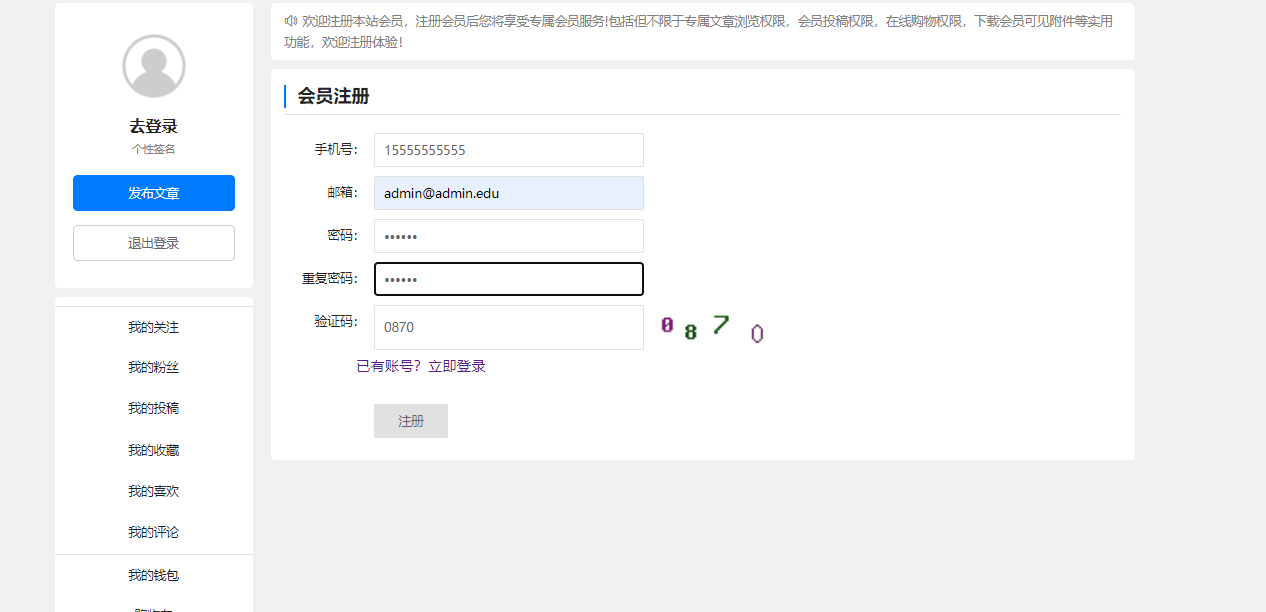 欢迎注册本站会员，注册会员后您将享受专属会员服务!包括但不限于专属文章浏览权限，会员投稿权限，在线购物权限，下载会员可见附件等实用
功能，欢迎注册体验!
去登录
个性签名
发布文章
退出登录
我的关注
我的粉丝
我的投稿
我的收藏
我的喜欢
我的评论
我的钱包
会员注册
手机号: 15555555555
邮箱: admin@admin.edu
密码: ••••••
重复密码: ••••••
验证码: 0870 0 8 7 0
已有账号？立即登录
注册